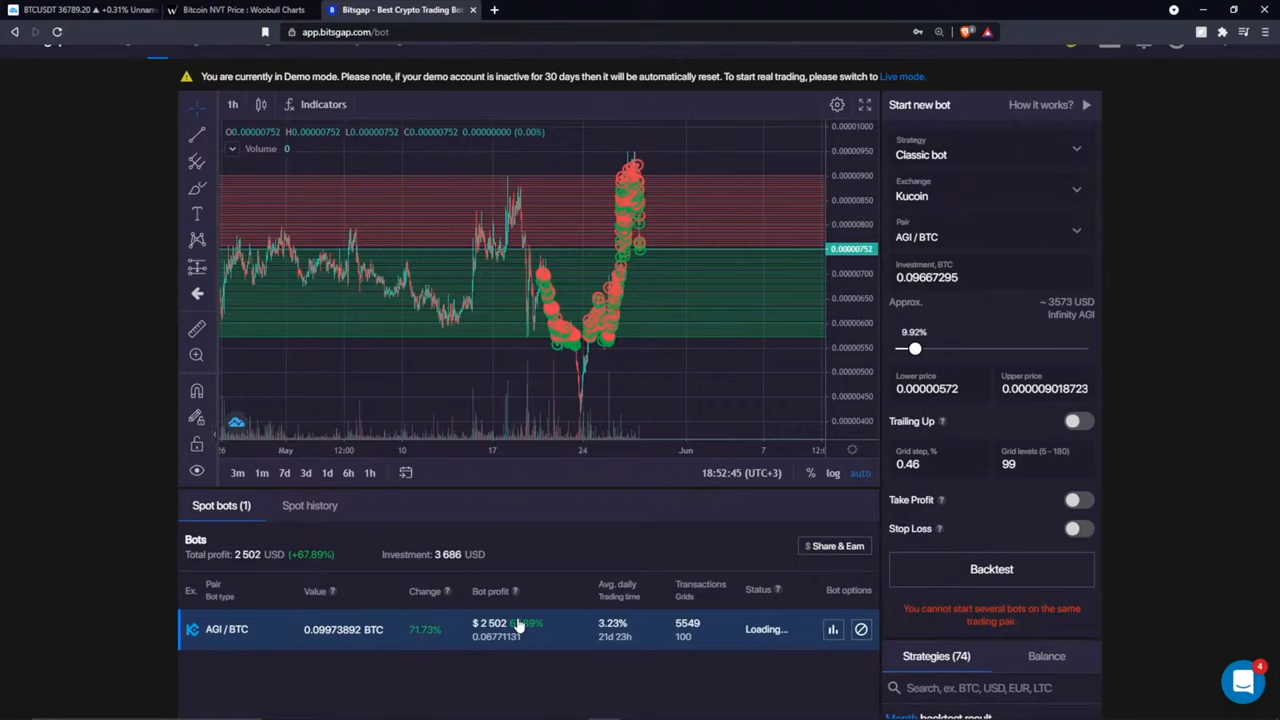 BTCUSDT 36789.20 ▲ +0.31% Unnam
Bitcoin NVT Price : Woobull Charts
Bitsgap - Best Crypto Trading Bot
app.bitsgap.com/bot
You are currently in Demo mode. Please note, if your demo account is inactive for 30 days then it will be automatically reset. To start real trading, please switch to Live mode.
1h
Indicators
O0.00000752 H0.00000752 L0.00000752 C0.00000752 0.00000000 (0.00%)
Volume 0
0.00001000
0.00000950
0.00000900
0.00000850
0.00000800
0.00000752
0.00000700
0.00000650
0.00000600
0.00000550
0.00000500
0.00000450
0.00000400
26 May 12:00 10 17 24 Jun 7 12:0
3m 1m 7d 3d 1d 6h 1h
18:52:45 (UTC+3) % log auto
Start new bot
How it works?
Strategy
Classic bot
Exchange
Kucoin
Pair
AGI / BTC
Investment, BTC
0.09667295
Approx.
~ 3573 USD
Infinity AGI
9.92%
Lower price
0.00000572
Upper price
0.000009018723
Trailing Up ?
Grid step, %
0.46
Grid levels (5 - 180)
99
Take Profit ?
Stop Loss ?
Backtest
You cannot start several bots on the same
trading pair.
Strategies (74)
Balance
Search, ex. BTC, USD, EUR, LTC
Month backtest result
Spot bots (1)
Spot history
Bots
Total profit: 2 502 USD (+67.89%)
Investment: 3 686 USD
$ Share & Earn
Ex.
Pair
Bot type
Value ?
Change ?
Bot profit ?
Avg. daily
Trading time
Transactions
Grids
Status ?
Bot options
AGI / BTC
0.09973892 BTC
71.73%
$ 2 502
0.06771131
3.23%
21d 23h
5549
100
Loading...
4